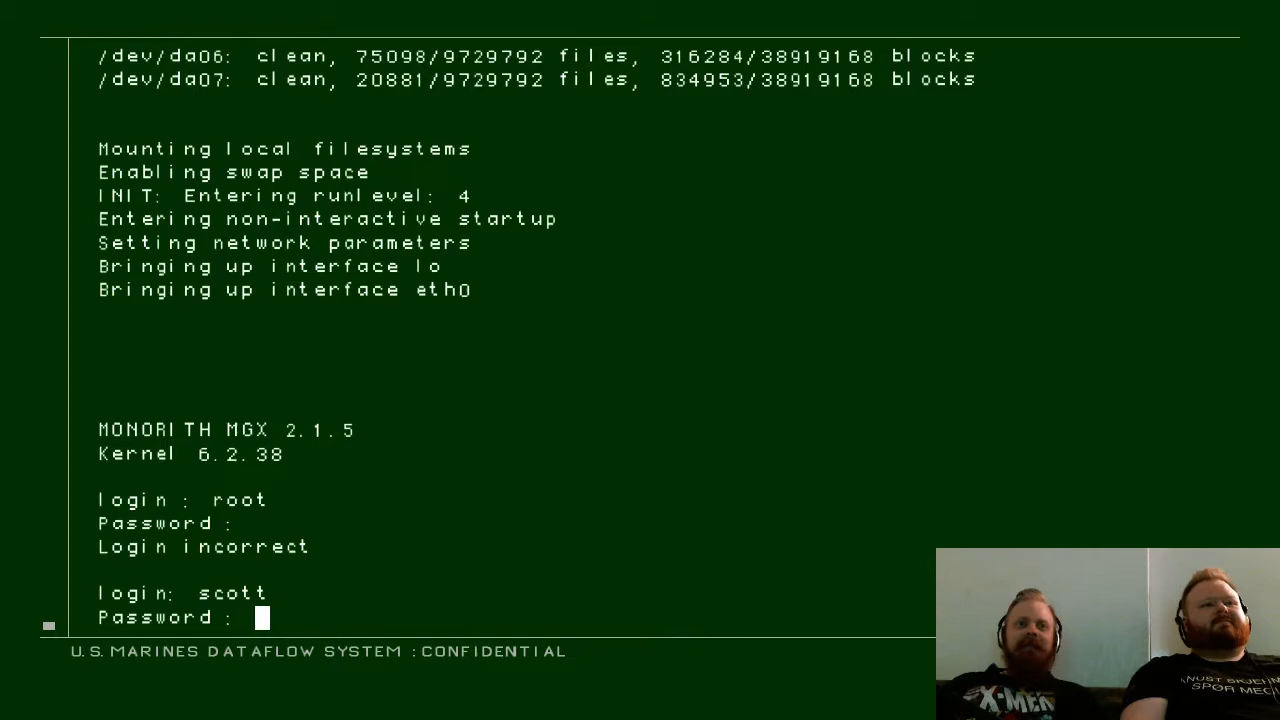 /dev/da06: clean, 75098/9729792 files, 316284/38919168 blocks
/dev/da07: clean, 20881/9729792 files, 834953/38919168 blocks
Mounting local filesystems
Enabling swap space
INIT: Entering runlevel: 4
Entering non-interactive startup
Setting network parameters
Bringing up interface lo
Bringing up interface eth0
MONORITH MGX 2.1.5
Kernel 6.2.38
login : root
Password :
Login incorrect
login: scott
Password :
U.S.MARINES DATAFLOW SYSTEM :CONFIDENTIAL
X-MEN
SPØR